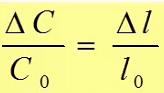 ΔC / C₀ = Δl / l₀